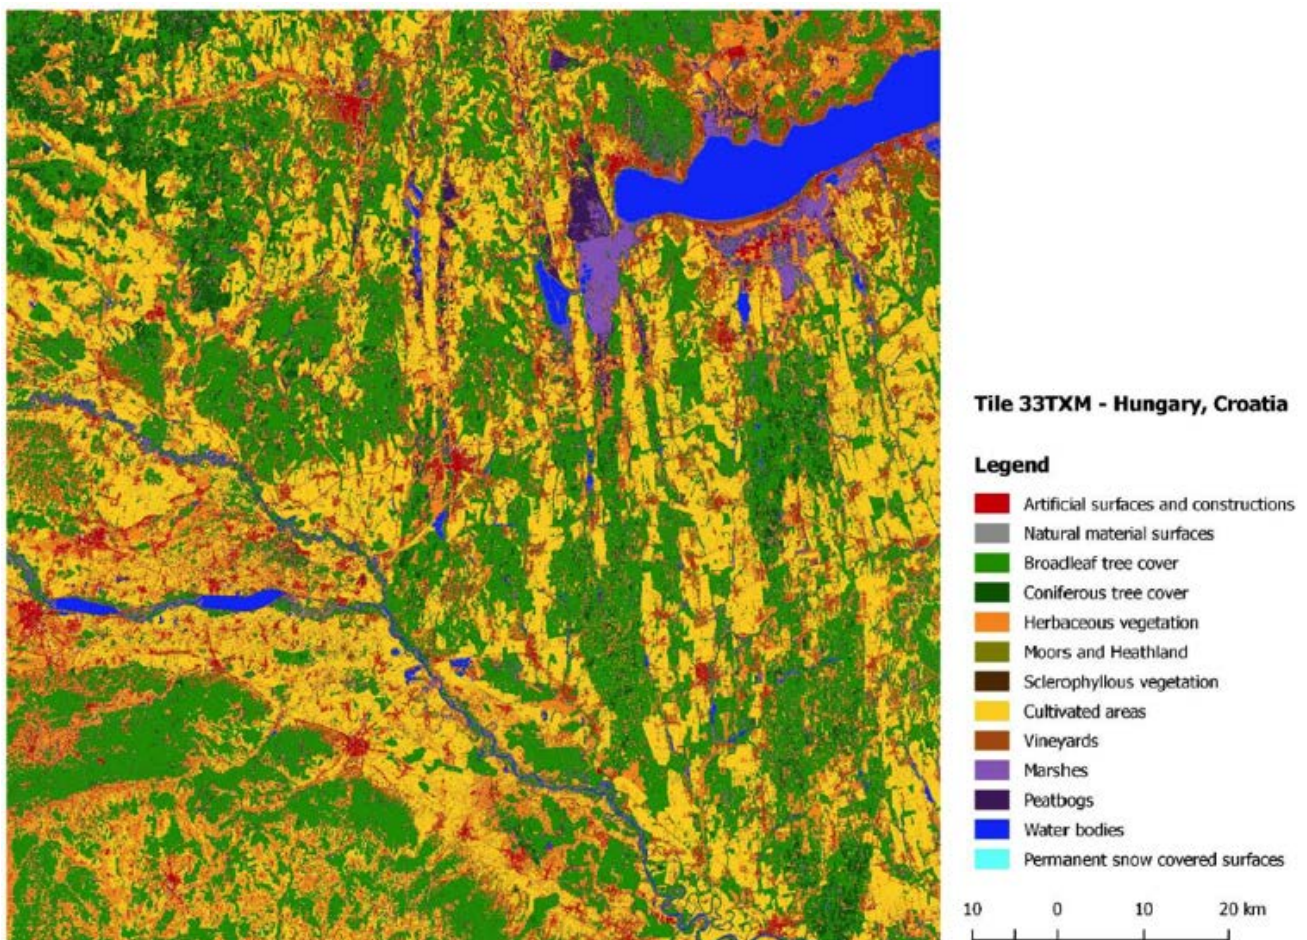 Tile 33TXM - Hungary, Croatia
Legend
Artificial surfaces and constructions
Natural material surfaces
Broadleaf tree cover
Coniferous tree cover
Herbaceous vegetation
Moors and Heathland
Sclerophyllous vegetation
Cultivated areas
Vineyards
Marshes
Peatbogs
Water bodies
Permanent snow covered surfaces
10 0 10 20 km